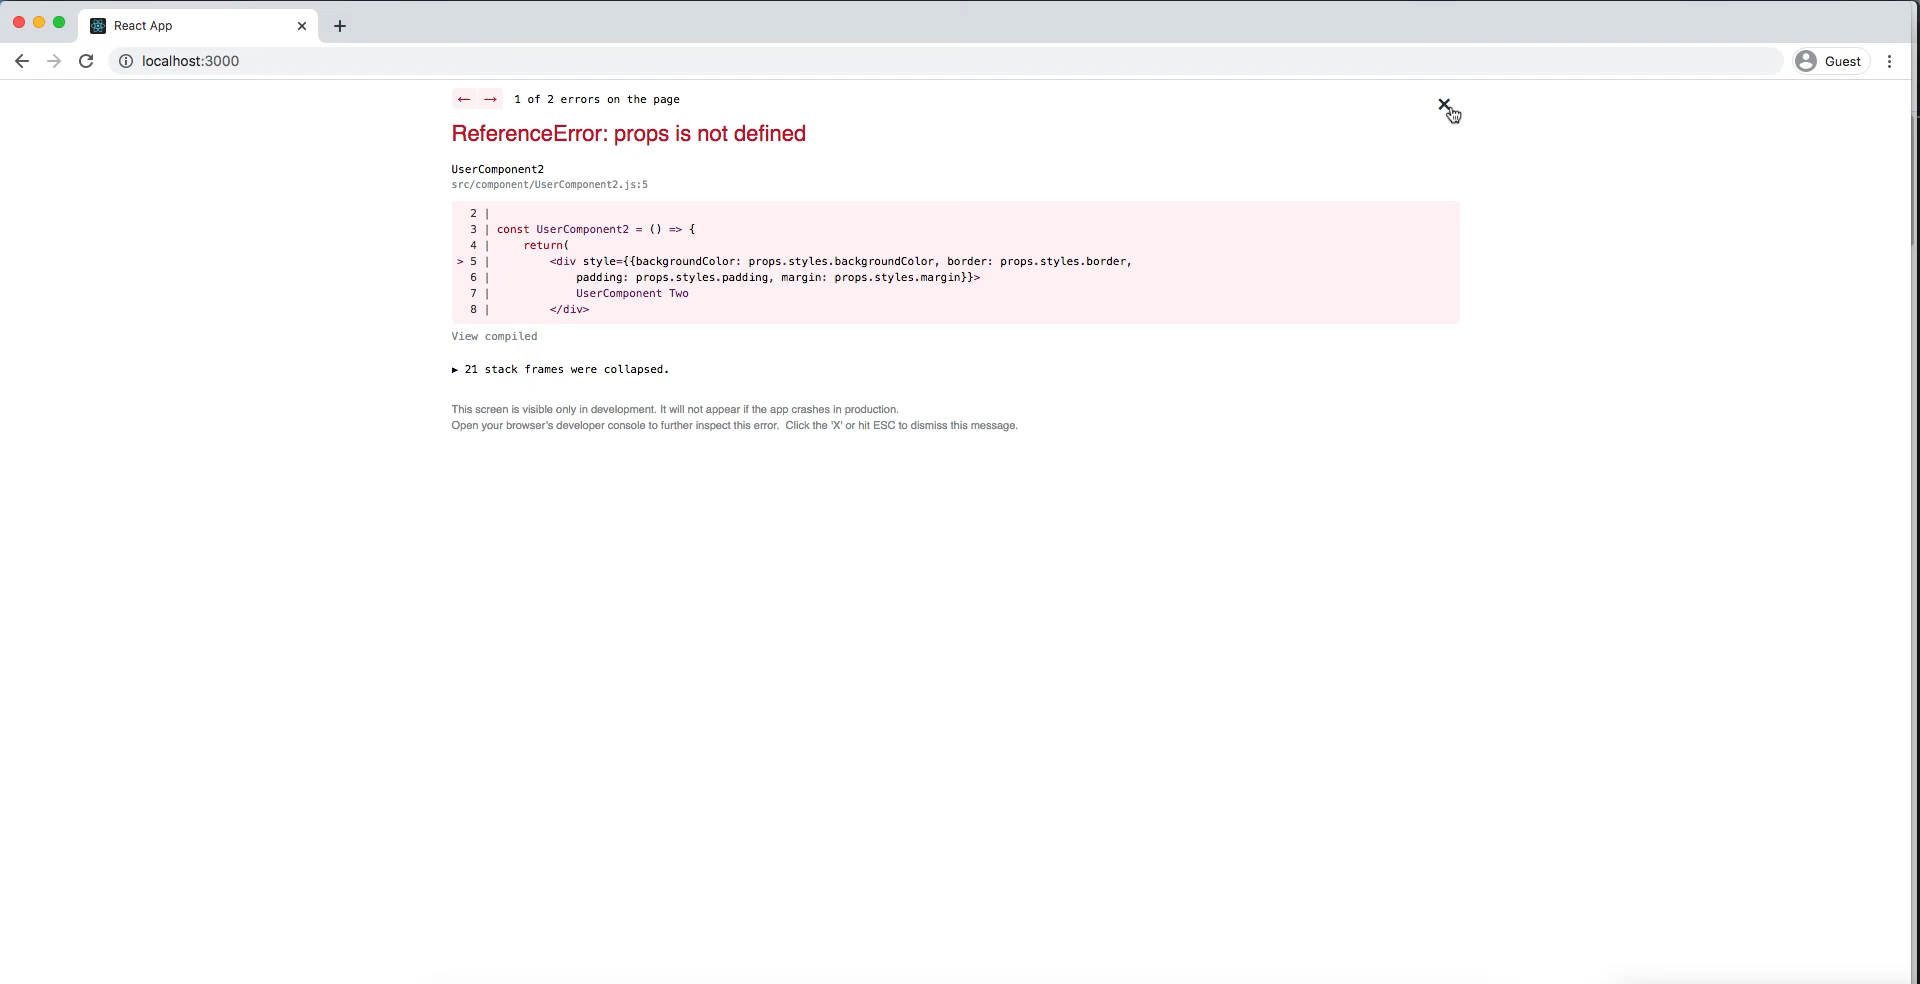 React App
localhost:3000
Guest
← → 1 of 2 errors on the page
ReferenceError: props is not defined
UserComponent2
src/component/UserComponent2.js:5
2 |
3 | const UserComponent2 = () => {
4 |     return(
> 5 |         <div style={{backgroundColor: props.styles.backgroundColor, border: props.styles.border,
6 |             padding: props.styles.padding, margin: props.styles.margin}}>
7 |             UserComponent Two
8 |         </div>
View compiled
▶ 21 stack frames were collapsed.
This screen is visible only in development. It will not appear if the app crashes in production.
Open your browser's developer console to further inspect this error.  Click the 'X' or hit ESC to dismiss this message.